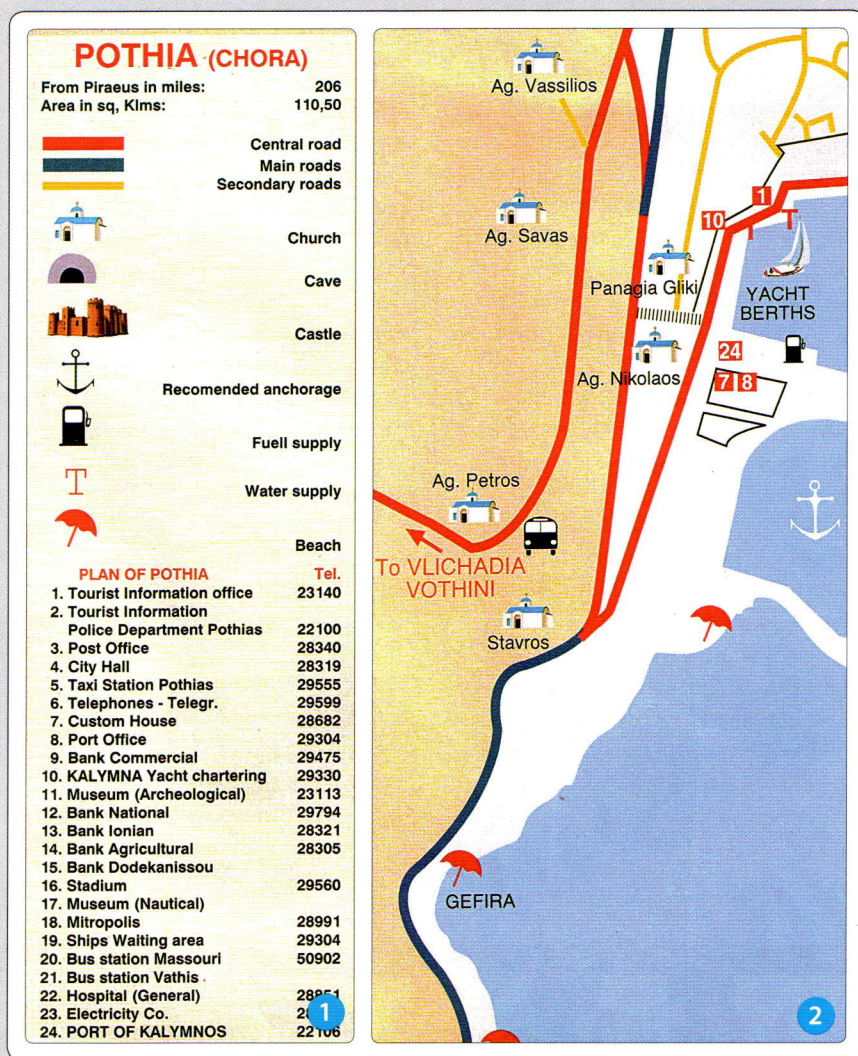 POTHIA (CHORA)
From Piraeus in miles: 206
Area in sq, Klms: 110,50
Central road
Main roads
Secondary roads
Church
Cave
Castle
Recomended anchorage
Fuell supply
Water supply
Beach
PLAN OF POTHIA Tel.
1. Tourist Information office 23140
2. Tourist Information
Police Department Pothias 22100
3. Post Office 28340
4. City Hall 28319
5. Taxi Station Pothias 29555
6. Telephones - Telegr. 29599
7. Custom House 28682
8. Port Office 29304
9. Bank Commercial 29475
10. KALYMNA Yacht chartering 29330
11. Museum (Archeological) 23113
12. Bank National 29794
13. Bank Ionian 28321
14. Bank Agricultural 28305
15. Bank Dodekanissou
16. Stadium 29560
17. Museum (Nautical)
18. Mitropolis 28991
19. Ships Waiting area 29304
20. Bus station Massouri 50902
21. Bus station Vathis
22. Hospital (General)
23. Electricity Co.
24. PORT OF KALYMNOS 22106
1
Ag. Vassilios
1
10
Ag. Savas
Panagia Gliki
YACHT
BERTHS
24
Ag. Nikolaos
7 8
Ag. Petros
To VLICHADIA
VOTHINI
Stavros
GEFIRA
2